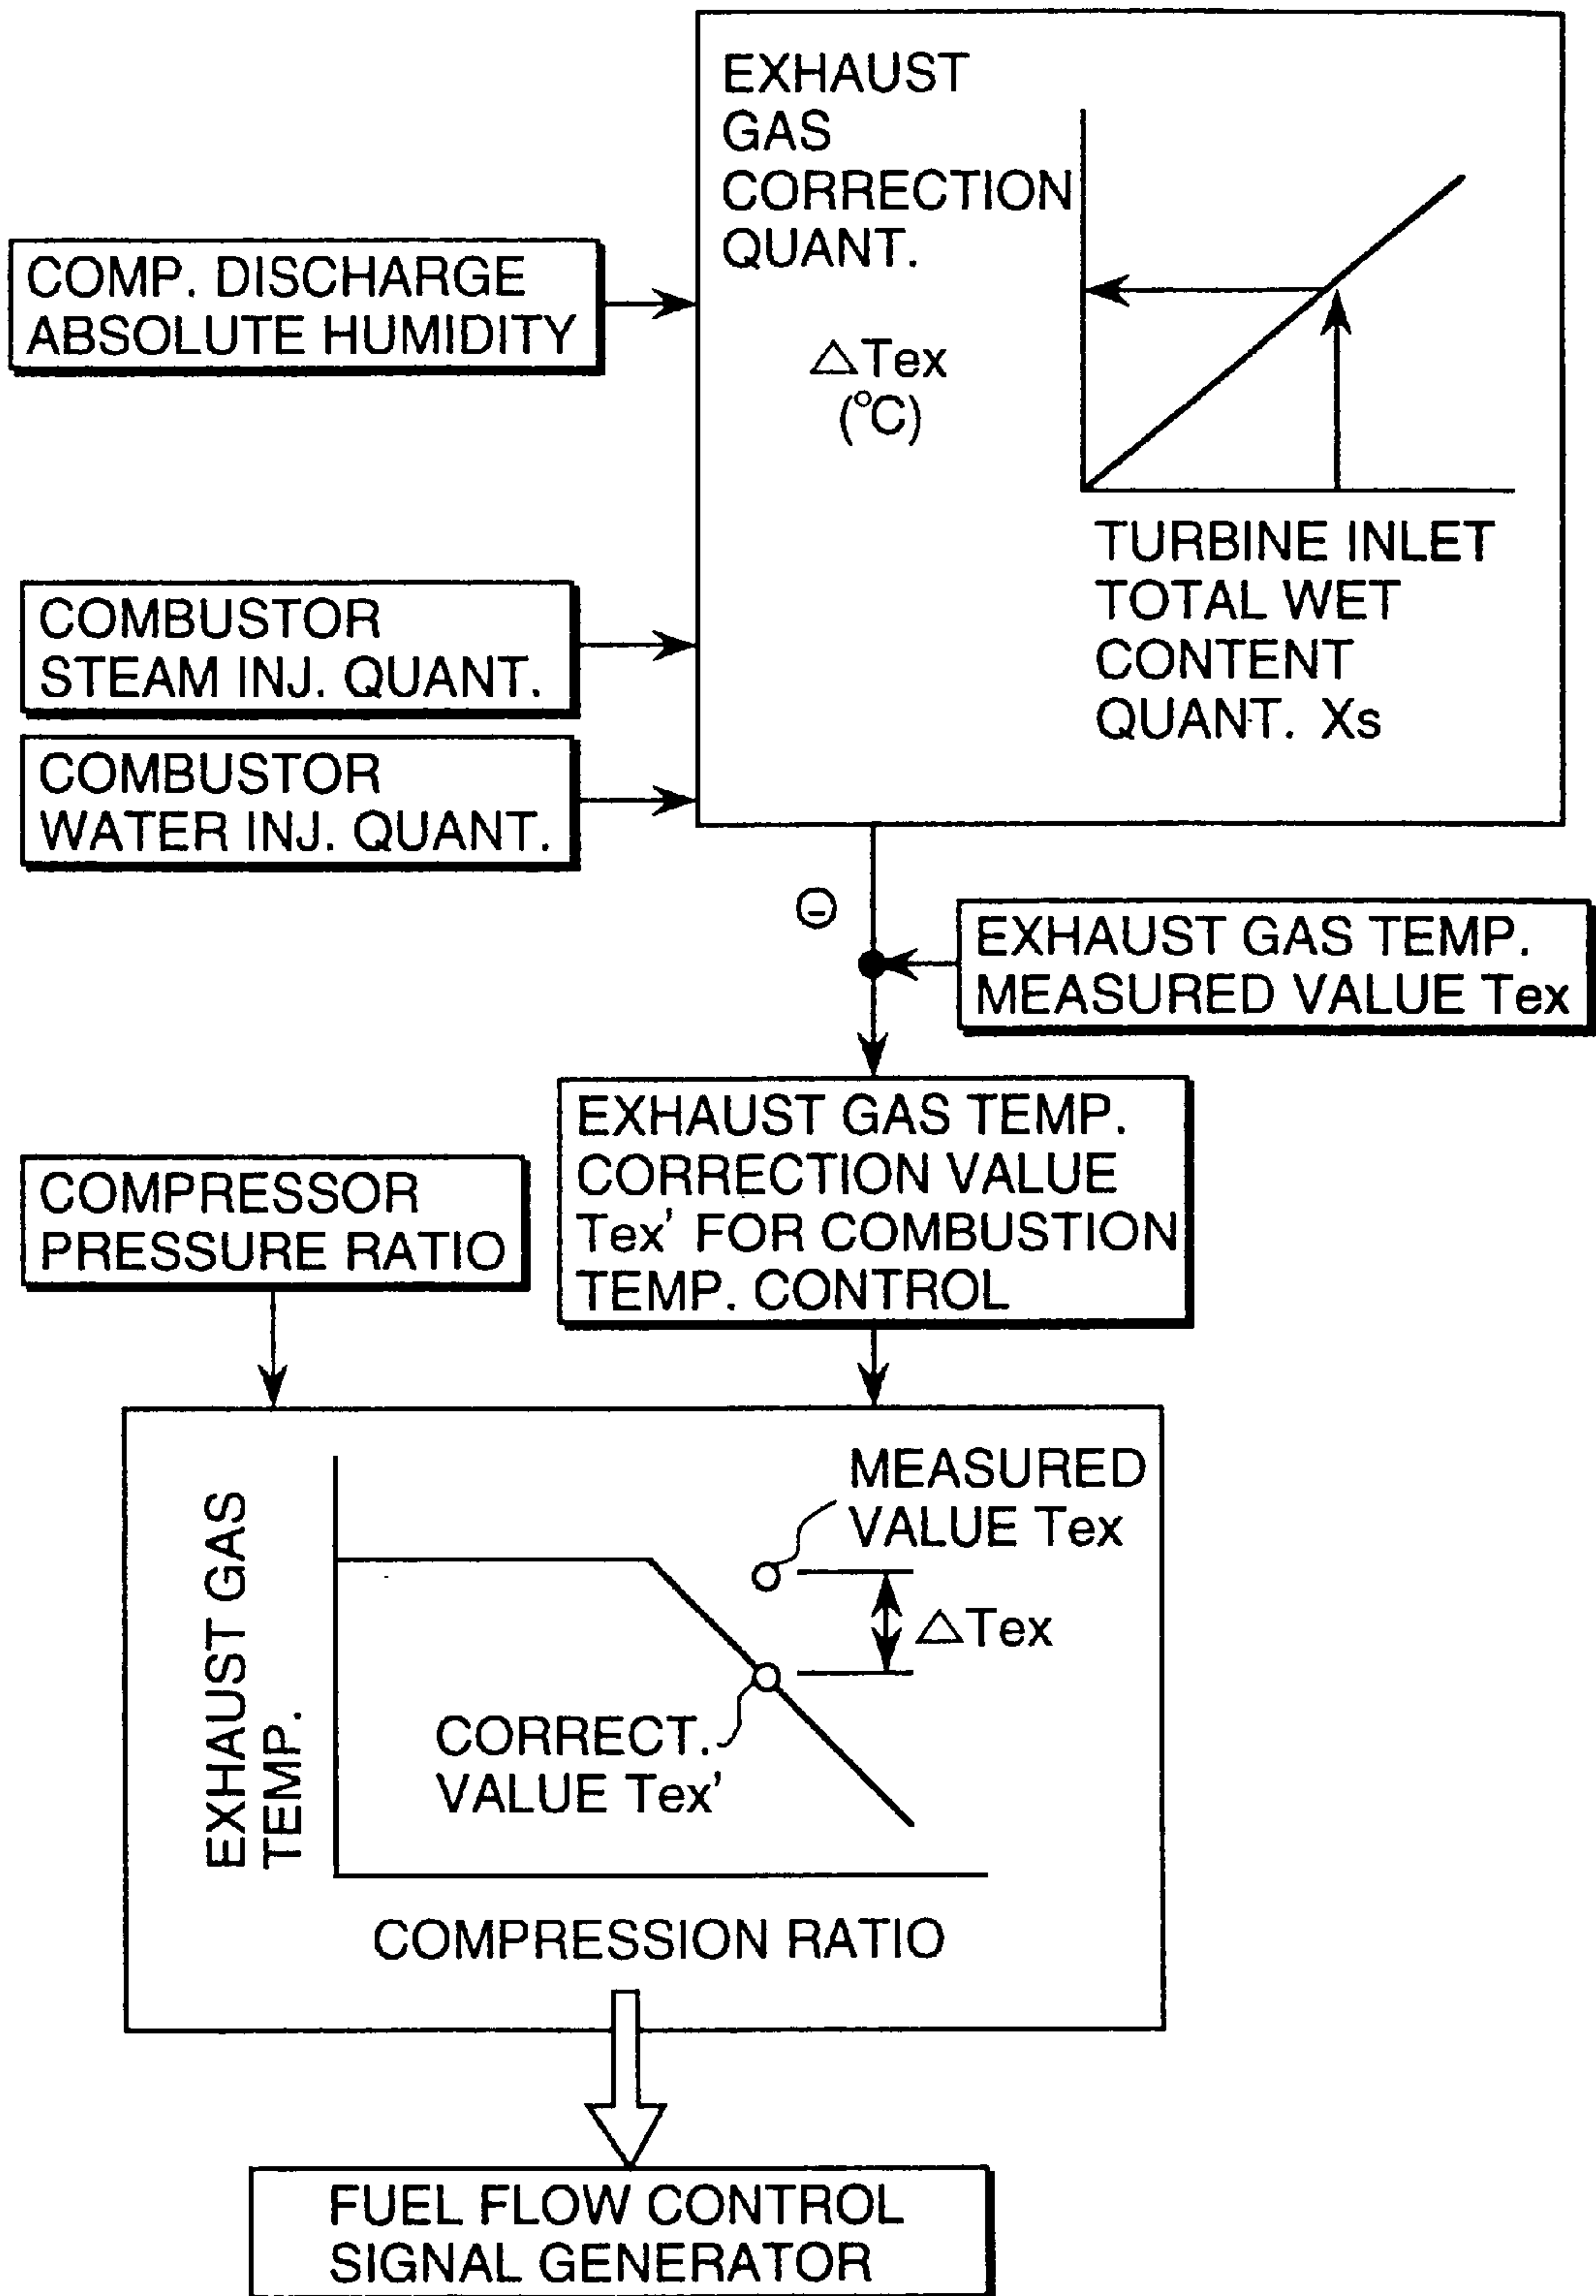 EXHAUST
GAS
CORRECTION
QUANT.
△Tex
(°C)
TURBINE INLET
TOTAL WET
CONTENT
QUANT. Xs
COMP. DISCHARGE
ABSOLUTE HUMIDITY
COMBUSTOR
STEAM INJ. QUANT.
COMBUSTOR
WATER INJ. QUANT.
-
EXHAUST GAS TEMP.
MEASURED VALUE Tex
EXHAUST GAS TEMP.
CORRECTION VALUE
Tex' FOR COMBUSTION
TEMP. CONTROL
COMPRESSOR
PRESSURE RATIO
MEASURED
VALUE Tex
△Tex
CORRECT.
VALUE Tex'
EXHAUST GAS
TEMP.
COMPRESSION RATIO
FUEL FLOW CONTROL
SIGNAL GENERATOR